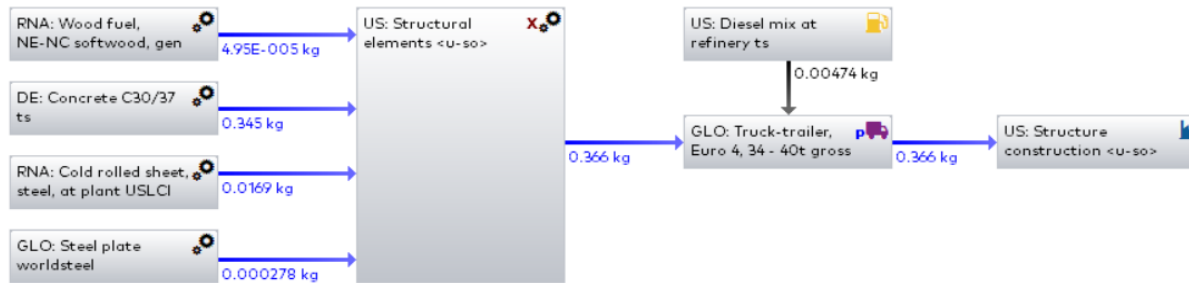 RNA: Wood fuel,
NE-NC softwood, gen
4.95E-005 kg
DE: Concrete C30/37
ts
0.345 kg
RNA: Cold rolled sheet,
steel, at plant USLCI
0.0169 kg
GLO: Steel plate
worldsteel
0.000278 kg
US: Structural
elements <u-so>
X
0.366 kg
US: Diesel mix at
refinery ts
0.00474 kg
GLO: Truck-trailer,
Euro 4, 34 - 40t gross
p
0.366 kg
US: Structure
construction <u-so>